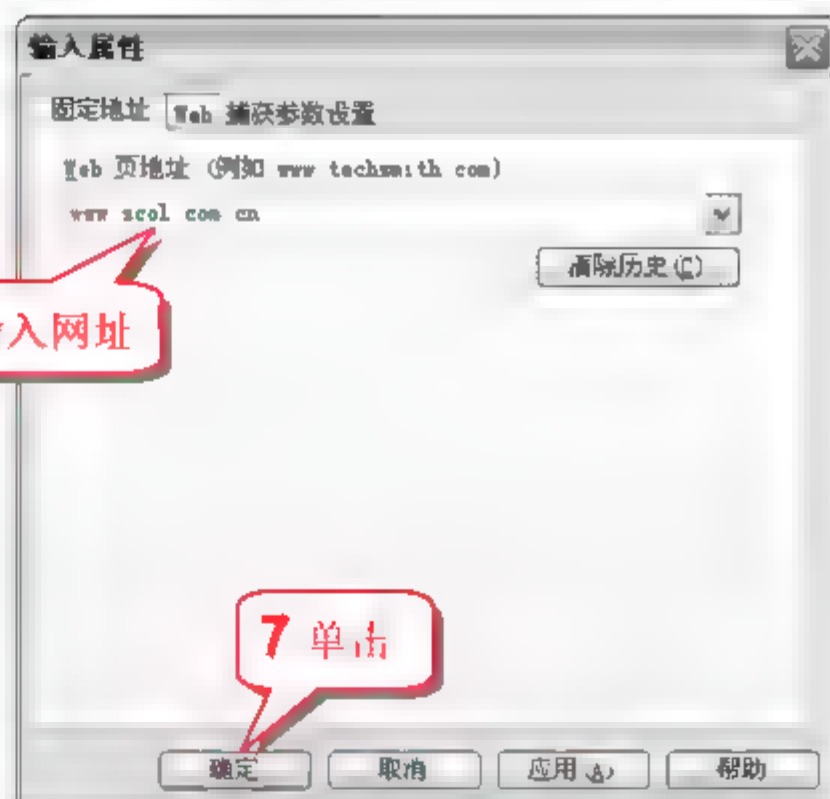 输入属性
固定地址 Web 捕获参数设置
Web 页地址 (例如 www techsmith com)
www scol com cn
清除历史(C)
入网址
7 单击
确定 取消 应用(A) 帮助